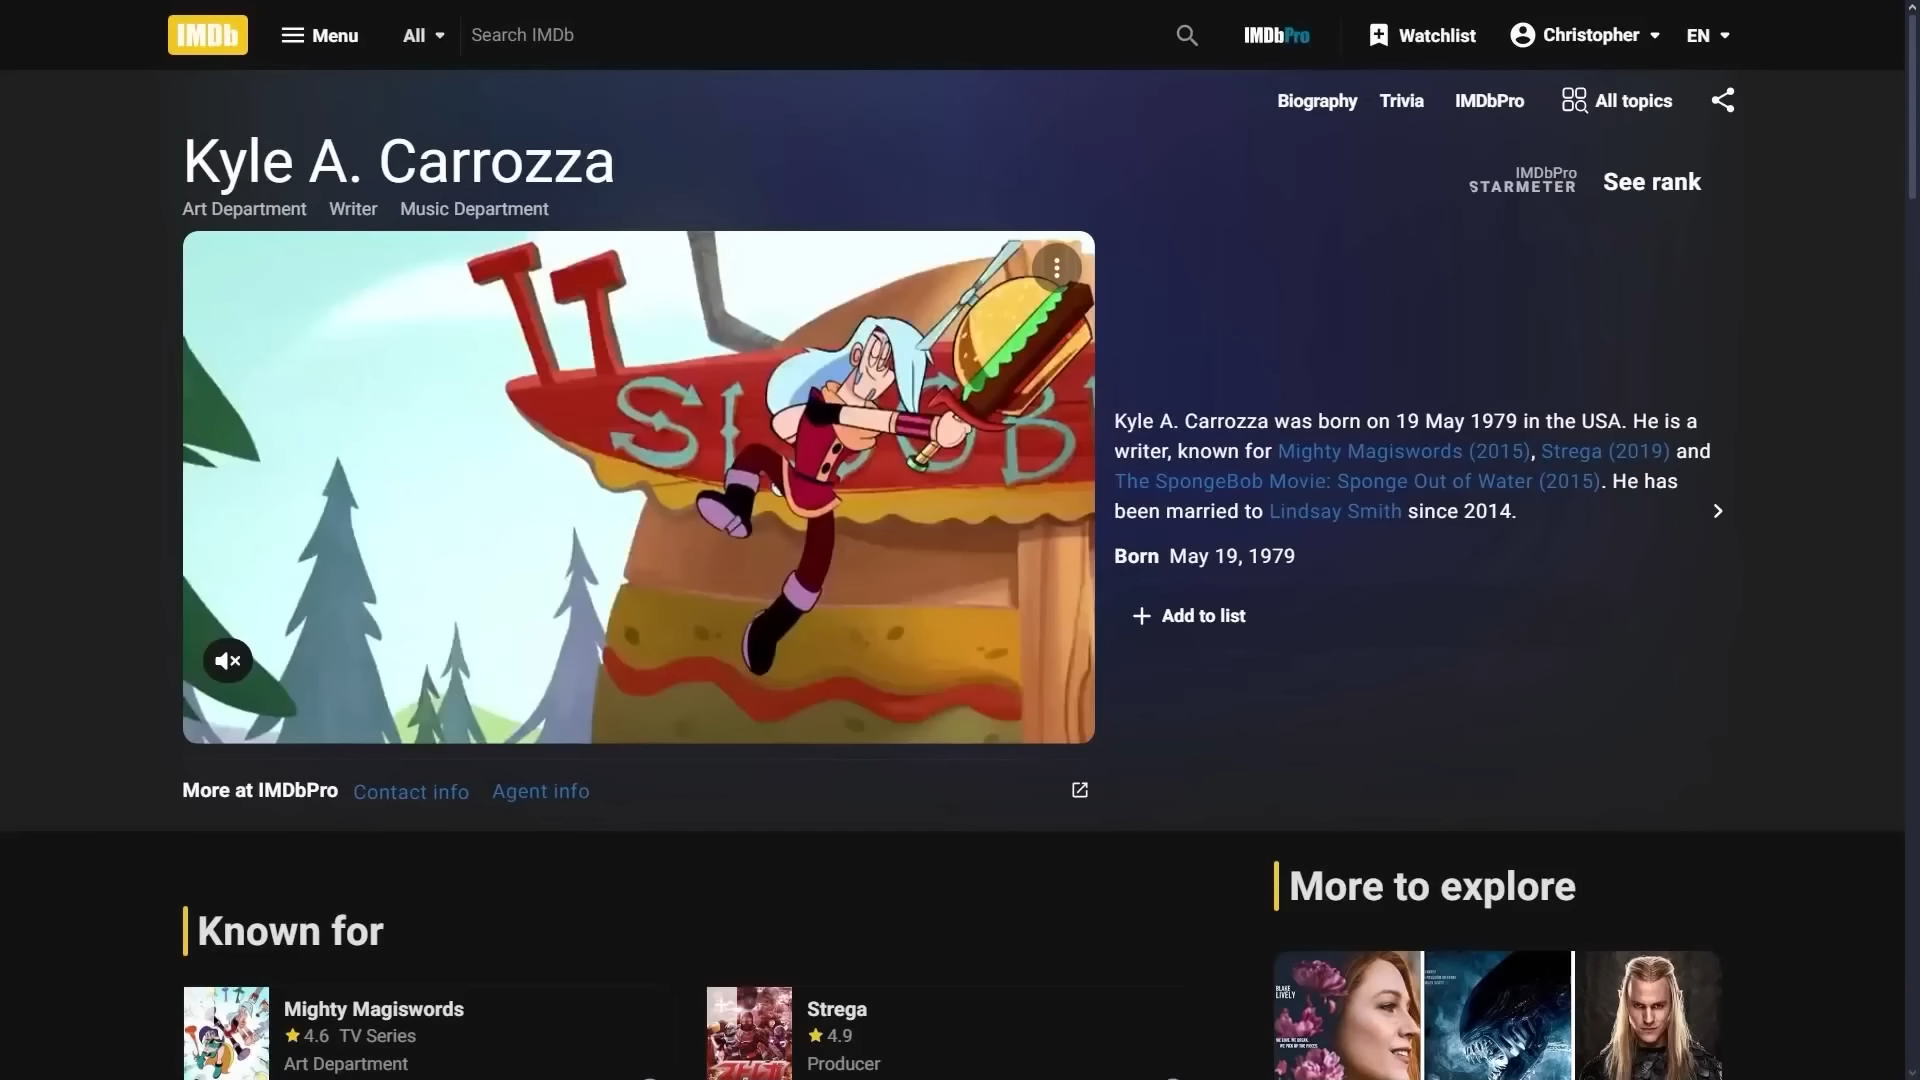 IMDb
Menu
All
Search IMDb
IMDbPro
Watchlist
Christopher
EN
Biography
Trivia
IMDbPro
All topics
Kyle A. Carrozza
Art Department
Writer
Music Department
IMDbPro
STARMETER
See rank
Kyle A. Carrozza was born on 19 May 1979 in the USA. He is a
writer, known for Mighty Magiswords (2015), Strega (2019) and
The SpongeBob Movie: Sponge Out of Water (2015). He has
been married to Lindsay Smith since 2014.
Born May 19, 1979
Add to list
More at IMDbPro
Contact info
Agent info
More to explore
Known for
Mighty Magiswords
4.6 TV Series
Art Department
Strega
4.9
Producer
BLAKE
LIVELY